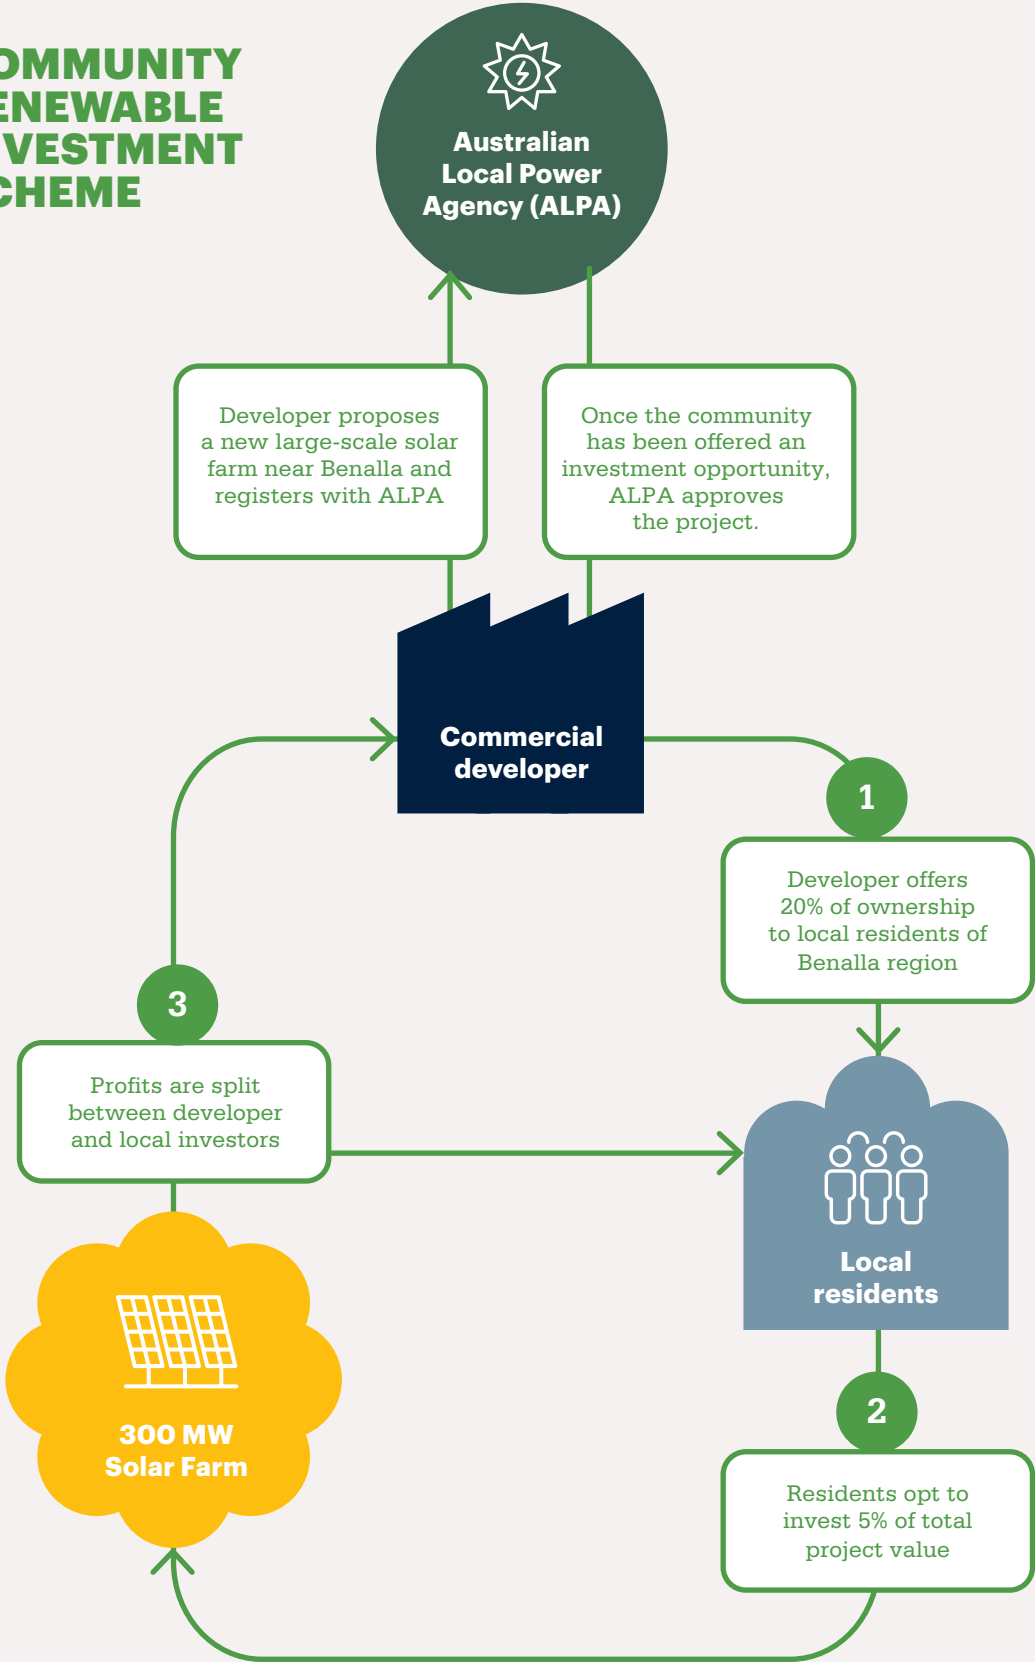 OMMUNITY
ENEWABLE
VESTMENT
CHEME
Australian
Local Power
Agency (ALPA)
Developer proposes
a new large-scale solar
farm near Benalla and
registers with ALPA
Once the community
has been offered an
investment opportunity,
ALPA approves
the project.
Commercial
developer
1
Developer offers
20% of ownership
to local residents of
Benalla region
3
Profits are split
between developer
and local investors
Local
residents
300 MW
Solar Farm
2
Residents opt to
invest 5% of total
project value